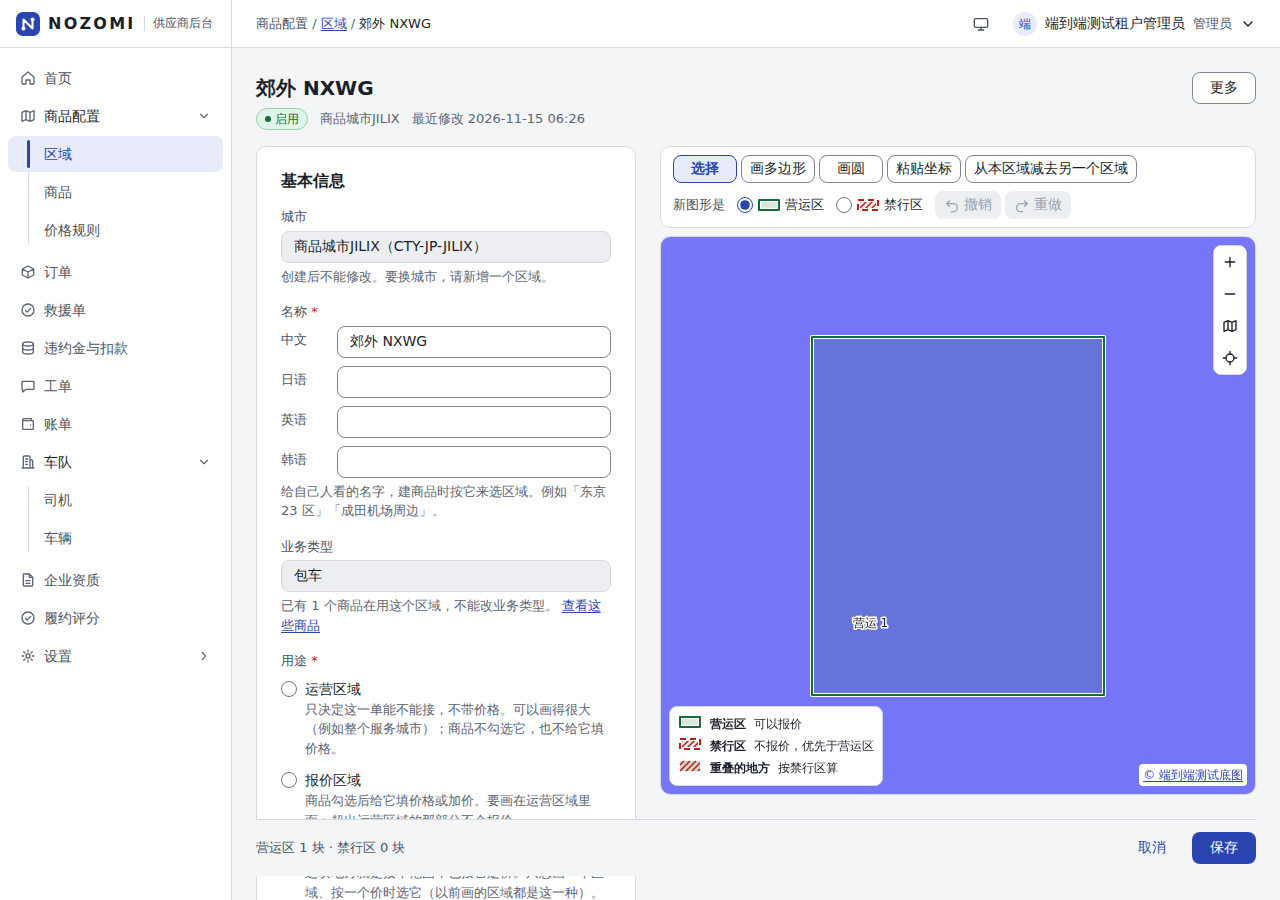 NOZOMI 供应商后台
商品配置 / 区域 / 郊外 NXWG
端 端到端测试租户管理员 管理员
首页
商品配置
区域
商品
价格规则
订单
救援单
违约金与扣款
工单
账单
车队
司机
车辆
企业资质
履约评分
设置
郊外 NXWG
更多
启用 商品城市JILIX 最近修改 2026-11-15 06:26
基本信息
城市
商品城市JILIX（CTY-JP-JILIX）
创建后不能修改。要换城市，请新增一个区域。
名称 *
中文 郊外 NXWG
日语
英语
韩语
给自己人看的名字，建商品时按它来选区域。例如「东京
23 区」「成田机场周边」。
业务类型
包车
已有 1 个商品在用这个区域，不能改业务类型。 查看这
些商品
用途 *
运营区域
只决定这一单能不能接，不带价格。可以画得很大
（例如整个服务城市）；商品不勾选它，也不给它填
价格。
报价区域
商品勾选后给它填价格或加价。要画在运营区域里
域、按一个价时选它（以前画的区域都是这一种）。
选择 画多边形 画圆 粘贴坐标 从本区域减去另一个区域
新图形是 营运区 禁行区 撤销 重做
营运 1
营运区 可以报价
禁行区 不报价，优先于营运区
重叠的地方 按禁行区算
© 端到端测试底图
营运区 1 块 · 禁行区 0 块
取消 保存